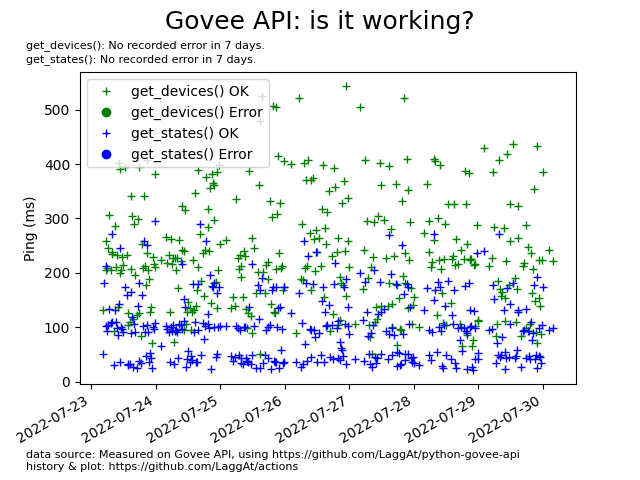 Govee API: is it working?
get_devices(): No recorded error in 7 days.
get_states(): No recorded error in 7 days.
get_devices() OK
get_devices() Error
get_states() OK
get_states() Error
Ping (ms)
500
400
300
200
100
0
2022-07-23
2022-07-24
2022-07-25
2022-07-26
2022-07-27
2022-07-28
2022-07-29
2022-07-30
data source: Measured on Govee API, using https://github.com/LaggAt/python-govee-api
history & plot: https://github.com/LaggAt/actions